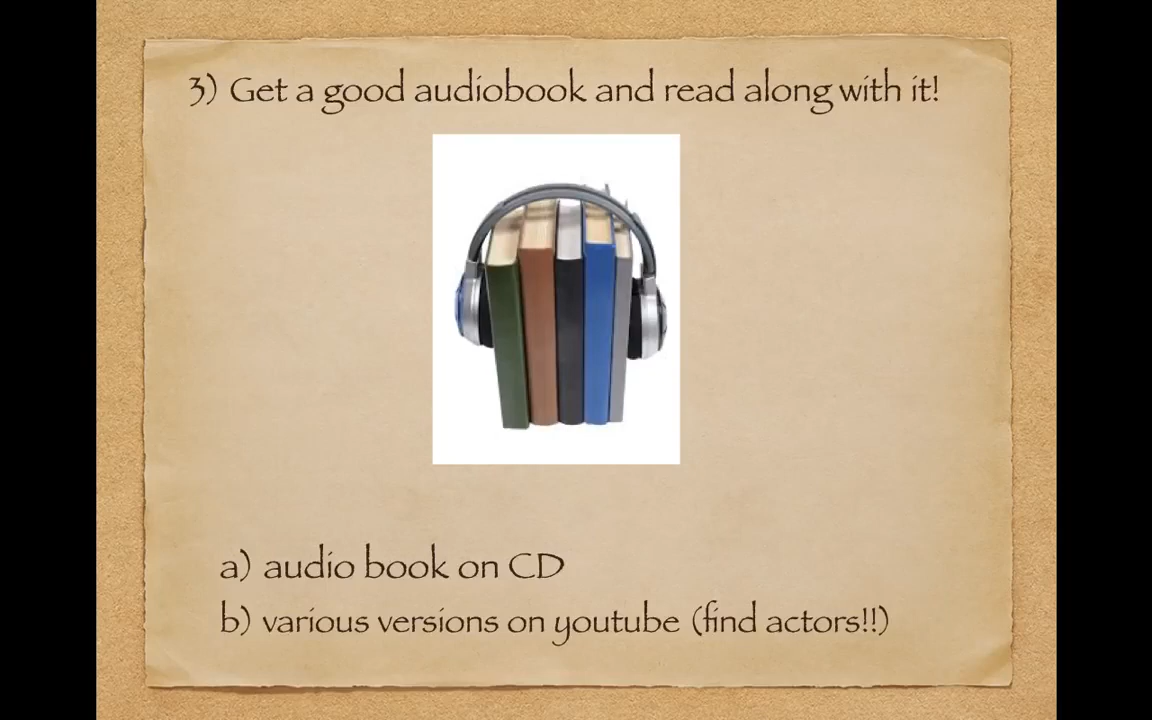 3) Get a good audiobook and read along with it!
a) audio book on CD
b) various versions on youtube (find actors!!)